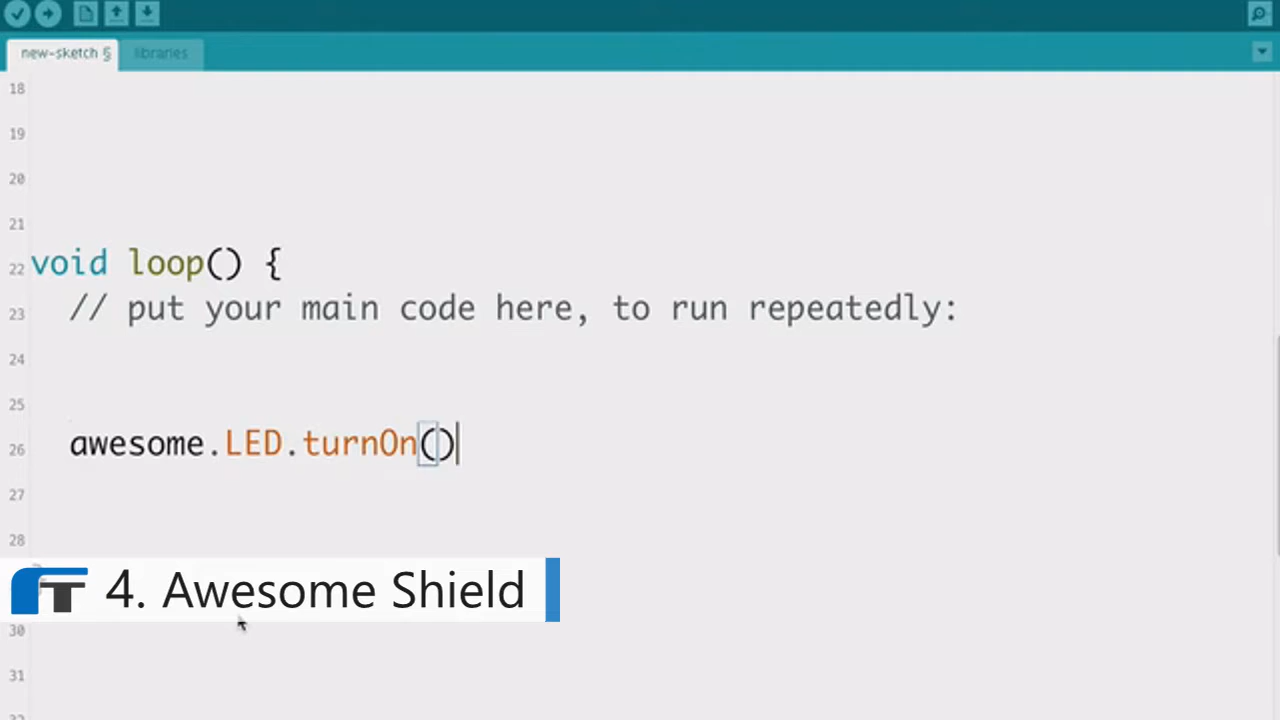 new-sketch §
libraries
18
19
20
21
22 void loop() {
23 // put your main code here, to run repeatedly:
24
25
26 awesome.LED.turnOn()
27
28
4. Awesome Shield
30
31